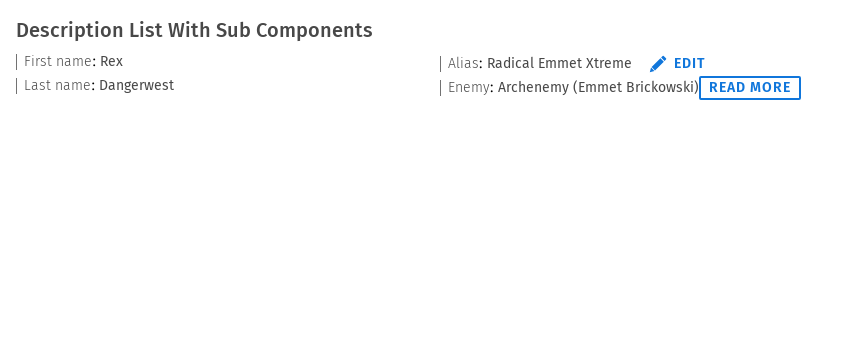 Description List With Sub Components
First name: Rex
Last name: Dangerwest
Alias: Radical Emmet Xtreme EDIT
Enemy: Archenemy (Emmet Brickowski) READ MORE